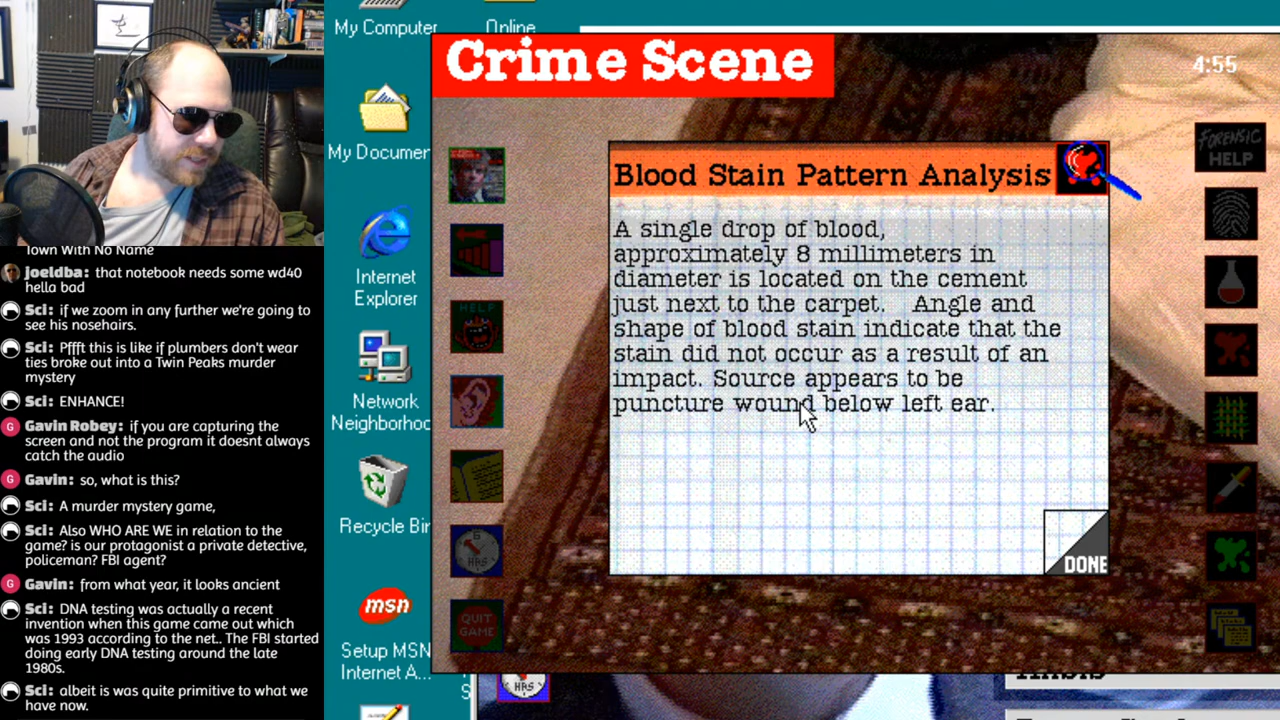 My Computer
Online
Crime Scene
4:55
FORENSIC
HELP
My Documen
Blood Stain Pattern Analysis
A single drop of blood,
approximately 8 millimeters in
diameter is located on the cement
just next to the carpet. Angle and
shape of blood stain indicate that the
stain did not occur as a result of an
impact. Source appears to be
puncture wound below left ear.
DONE
HELP
HRS
QUIT
GAME
Internet
Explorer
Network
Neighborhoo
Recycle Bin
msn
Setup MSN
Internet A...
S
HRS
Town With No Name
joeldba: that notebook needs some wd40
hella bad
Sci: if we zoom in any further we're going to
see his nosehairs.
Sci: Pffft this is like if plumbers don't wear
ties broke out into a Twin Peaks murder
mystery
Sci: ENHANCE!
G Gavin Robey: if you are capturing the
screen and not the program it doesnt always
catch the audio
G Gavin: so, what is this?
Sci: A murder mystery game,
Sci: Also WHO ARE WE in relation to the
game? is our protagonist a private detective,
policeman? FBI agent?
G Gavin: from what year, it looks ancient
Sci: DNA testing was actually a recent
invention when this game came out which
was 1993 according to the net.. The FBI started
doing early DNA testing around the late
1980s.
Sci: albeit is was quite primitive to what we
have now.